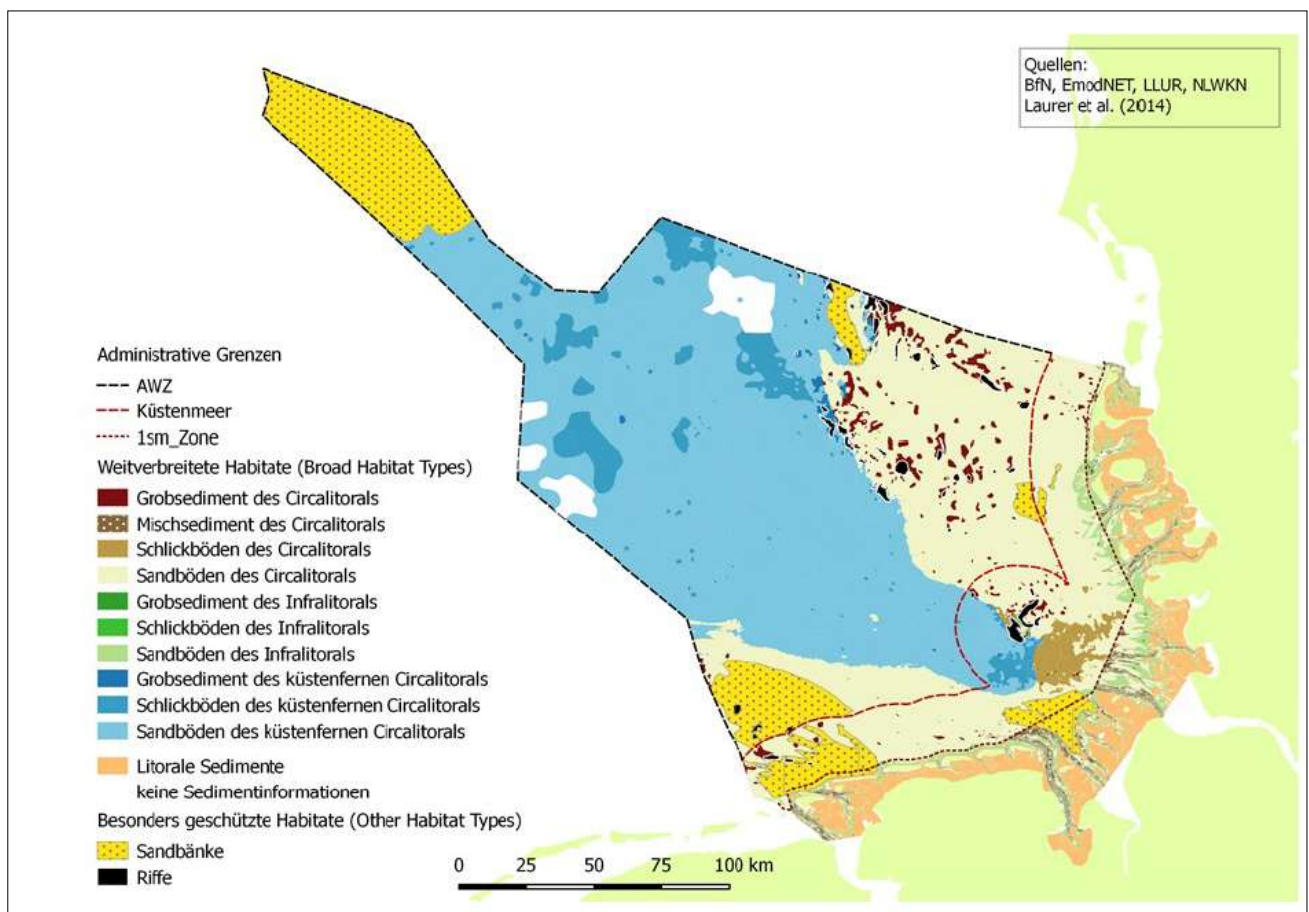 Quellen:
BfN, EmodNET, LLUR, NLWKN
Laurer et al. (2014)
Administrative Grenzen
AWZ
Küstenmeer
1sm_Zone
Weitverbreitete Habitate (Broad Habitat Types)
Grobsediment des Circalitorals
Mischsediment des Circalitorals
Schlickböden des Circalitorals
Sandböden des Circalitorals
Grobsediment des Infralitorals
Schlickböden des Infralitorals
Sandböden des Infralitorals
Grobsediment des küstenfernen Circalitorals
Schlickböden des küstenfernen Circalitorals
Sandböden des küstenfernen Circalitorals
Litorale Sedimente
keine Sedimentinformationen
Besonders geschützte Habitate (Other Habitat Types)
Sandbänke
Riffe
0 25 50 75 100 km